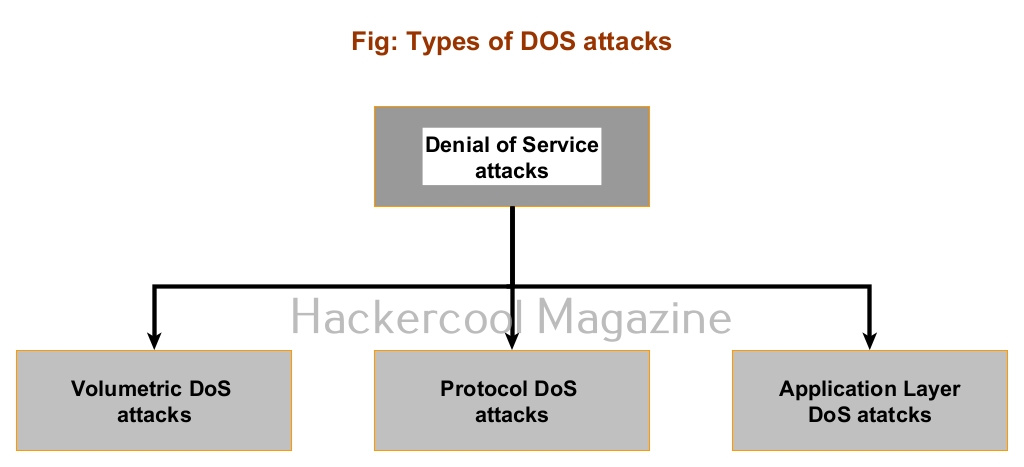 Fig: Types of DOS attacks
Denial of Service
attacks
Hackercool Magazine
Volumetric DoS
attacks
Protocol DoS
attacks
Application Layer
DoS atatcks